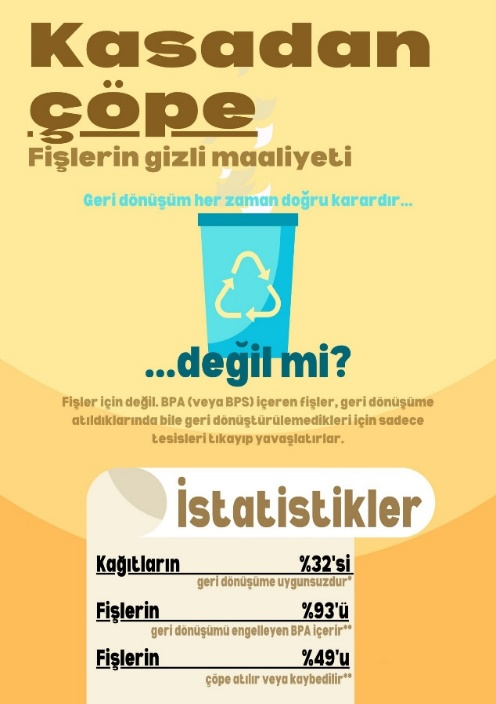 Kasadan
çöpe
Fişlerin gizli maaliyeti
Geri dönüşüm her zaman doğru karardır...
...değil mi?
Fişler için değil. BPA (veya BPS) içeren fişler, geri dönüşüme
atıldıklarında bile geri dönüştürülemedikleri için sadece
tesisleri tıkayıp yavaşlatırlar.
İstatistikler
Kağıtların %32'si
geri dönüşüme uygunsuzdur*
Fişlerin %93'ü
geri dönüşümü engelleyen BPA içerir**
Fişlerin %49'u
çöpe atılır veya kaybedilir**